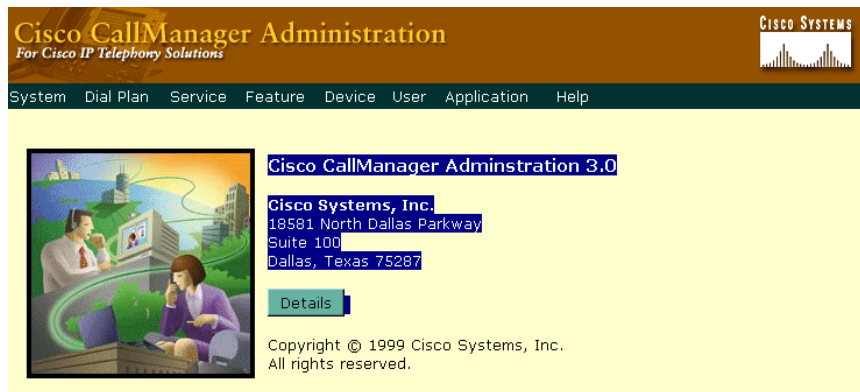 Cisco CallManager Administration
For Cisco IP Telephony Solutions
CISCO SYSTEMS
System Dial Plan Service Feature Device User Application Help
Cisco CallManager Adminstration 3.0
Cisco Systems, Inc.
18581 North Dallas Parkway
Suite 100
Dallas, Texas 75287
Details
Copyright © 1999 Cisco Systems, Inc.
All rights reserved.